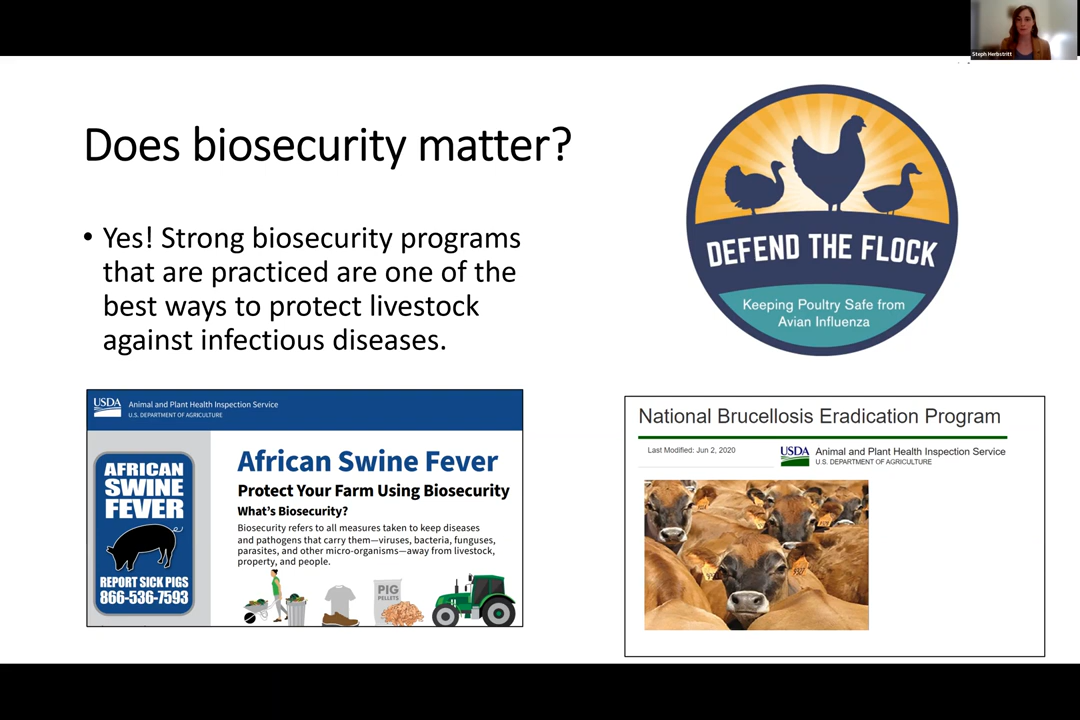 Steph Herbstritt
Does biosecurity matter?
• Yes! Strong biosecurity programs
that are practiced are one of the
best ways to protect livestock
against infectious diseases.
DEFEND THE FLOCK
Keeping Poultry Safe from
Avian Influenza
USDA Animal and Plant Health Inspection Service
U.S. DEPARTMENT OF AGRICULTURE
AFRICAN
SWINE
FEVER
REPORT SICK PIGS
866-536-7593
African Swine Fever
Protect Your Farm Using Biosecurity
What's Biosecurity?
Biosecurity refers to all measures taken to keep diseases
and pathogens that carry them—viruses, bacteria, funguses,
parasites, and other micro-organisms—away from livestock,
property, and people.
PIG
PELLETS
National Brucellosis Eradication Program
Last Modified: Jun 2, 2020
USDA Animal and Plant Health Inspection Service
U.S. DEPARTMENT OF AGRICULTURE